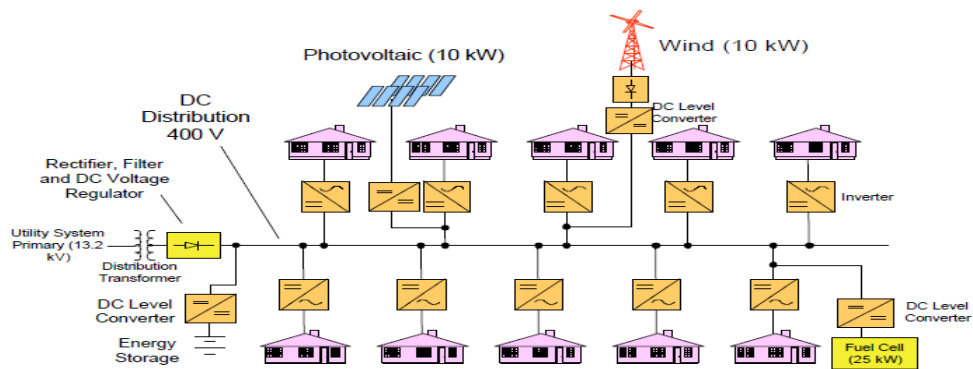 Photovoltaic (10 kW)
Wind (10 kW)
DC
Distribution
400 V
DC Level
Converter
Rectifier, Filter
and DC Voltage
Regulator
Inverter
Utility System
Primary (13.2
kV)
Distribution
Transformer
DC Level
Converter
Energy
Storage
DC Level
Converter
Fuel Cell
(25 kW)